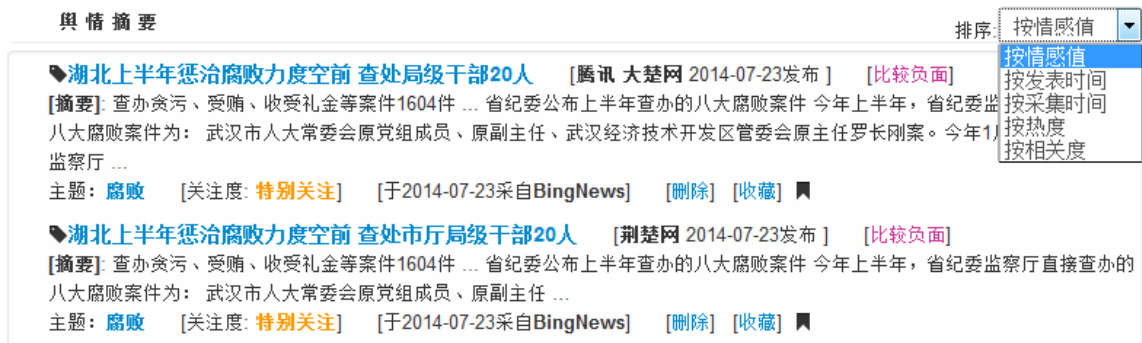 舆情摘要
排序: 按情感值
按情感值
按发表时间
按采集时间
按热度
按相关度
湖北上半年惩治腐败力度空前 查处局级干部20人 [腾讯 大楚网 2014-07-23发布 ] [比较负面]
[摘要]: 查办贪污、受贿、收受礼金等案件1604件 ... 省纪委公布上半年查办的八大腐败案件 今年上半年，省纪委监
八大腐败案件为： 武汉市人大常委会原党组成员、原副主任、武汉经济技术开发区管委会原主任罗长刚案。今年1
监察厅 ...
主题：腐败 [关注度: 特别关注] [于2014-07-23采自BingNews] [删除] [收藏]
湖北上半年惩治腐败力度空前 查处市厅局级干部20人 [荆楚网 2014-07-23发布 ] [比较负面]
[摘要]: 查办贪污、受贿、收受礼金等案件1604件 ... 省纪委公布上半年查办的八大腐败案件 今年上半年，省纪委监察厅直接查办的
八大腐败案件为： 武汉市人大常委会原党组成员、原副主任 ...
主题：腐败 [关注度: 特别关注] [于2014-07-23采自BingNews] [删除] [收藏]